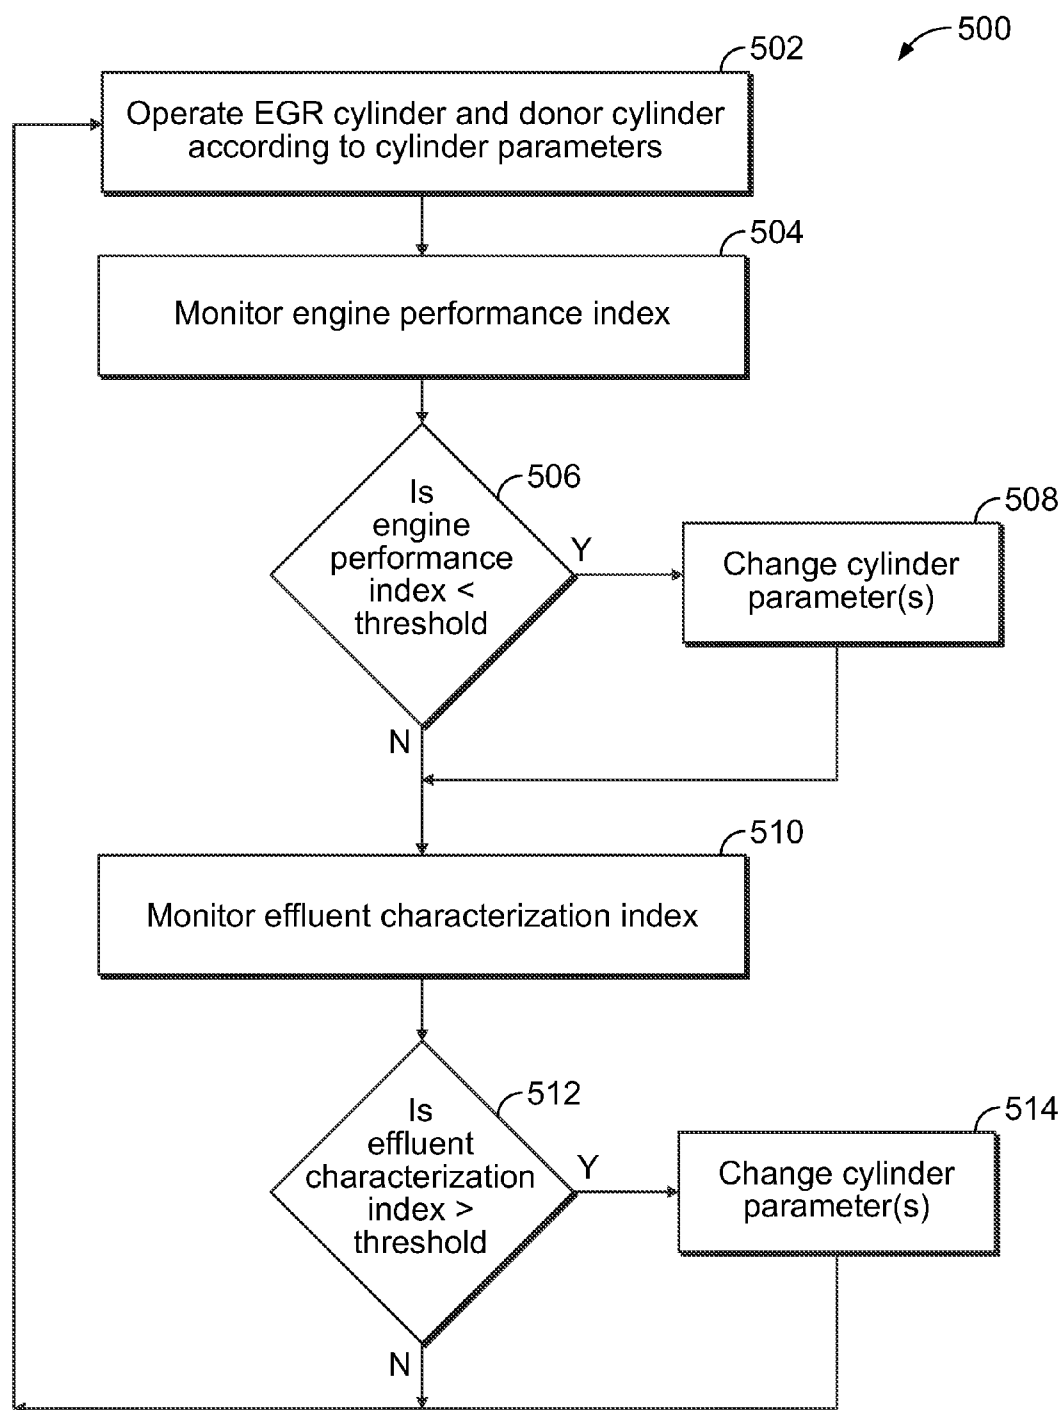 500
502
Operate EGR cylinder and donor cylinder
according to cylinder parameters
504
Monitor engine performance index
506
Is
engine
performance
index <
threshold
Y
508
Change cylinder
parameter(s)
N
510
Monitor effluent characterization index
512
Is
effluent
characterization
index >
threshold
Y
514
Change cylinder
parameter(s)
N